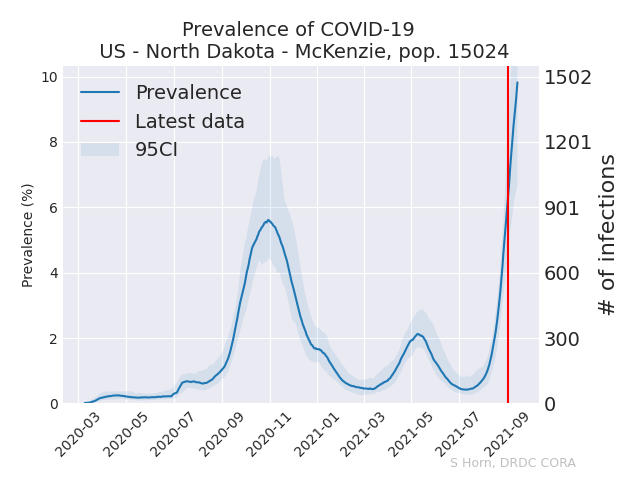 Prevalence of COVID-19
US - North Dakota - McKenzie, pop. 15024
Prevalence
Latest data
95CI
Prevalence (%)
10
8
6
4
2
0
1502
1201
901
600
300
0
# of infections
2020-03
2020-05
2020-07
2020-09
2020-11
2021-01
2021-03
2021-05
2021-07
2021-09
S Horn, DRDC CORA